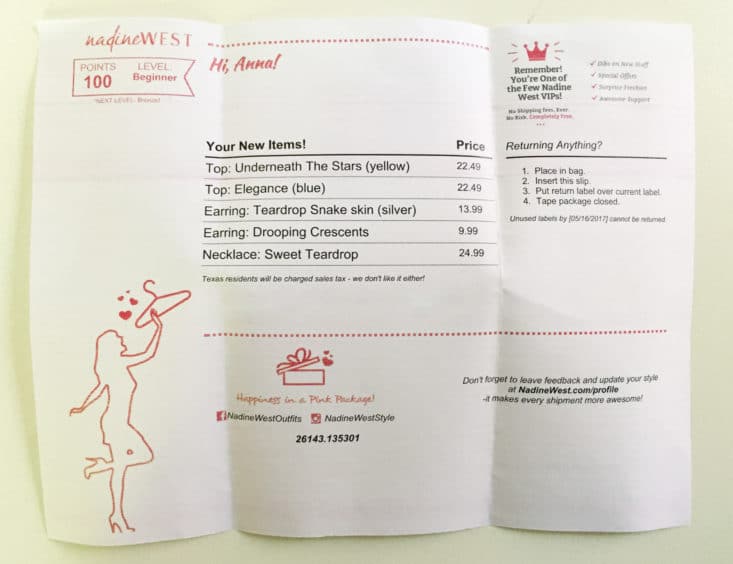 nadineWEST
POINTS
100
LEVEL:
Beginner
*NEXT LEVEL- Bronze!
Hi, Anna!
Remember!
You're One of
the Few Nadine
West VIPs!
No Shipping fees. Ever.
No Risk. Completely Free.
✓ Dibs on New Stuff
✓ Special Offers
✓ Surprise Freebies
✓ Awesome Support
Your New Items! Price
Top: Underneath The Stars (yellow) 22.49
Top: Elegance (blue) 22.49
Earring: Teardrop Snake skin (silver) 13.99
Earring: Drooping Crescents 9.99
Necklace: Sweet Teardrop 24.99
Texas residents will be charged sales tax - we don't like it either!
Returning Anything?
1. Place in bag.
2. Insert this slip.
3. Put return label over current label.
4. Tape package closed.
Unused labels by [05/16/2017] cannot be returned
Happiness in a Pink Package!
NadineWestOutfits NadineWestStyle
26143.135301
Don't forget to leave feedback and update your style
at NadineWest.com/profile
-it makes every shipment more awesome!